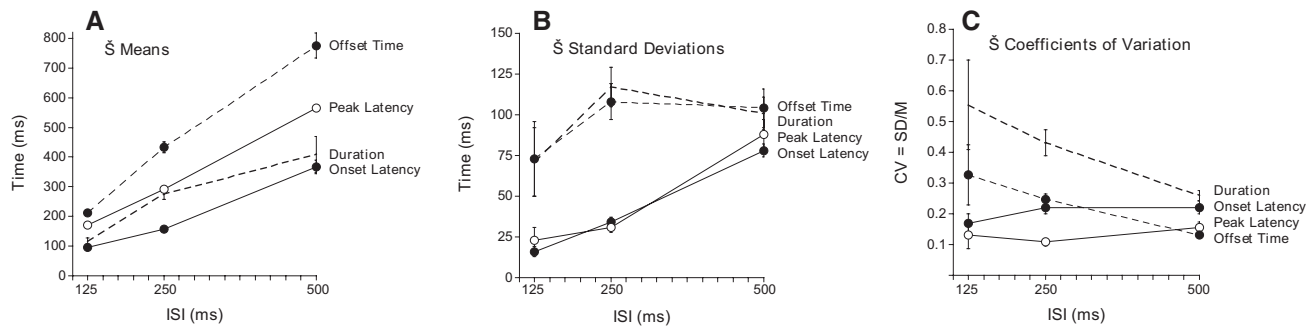 A
Š Means
Time (ms)
800
700
600
500
400
300
200
100
0
125
250
500
ISI (ms)
Offset Time
Peak Latency
Duration
Onset Latency
B
Š Standard Deviations
Time (ms)
150
125
100
75
50
25
0
125
250
500
ISI (ms)
Offset Time
Duration
Peak Latency
Onset Latency
C
Š Coefficients of Variation
CV = SD/M
0.8
0.7
0.6
0.5
0.4
0.3
0.2
0.1
125
250
500
ISI (ms)
Duration
Onset Latency
Peak Latency
Offset Time